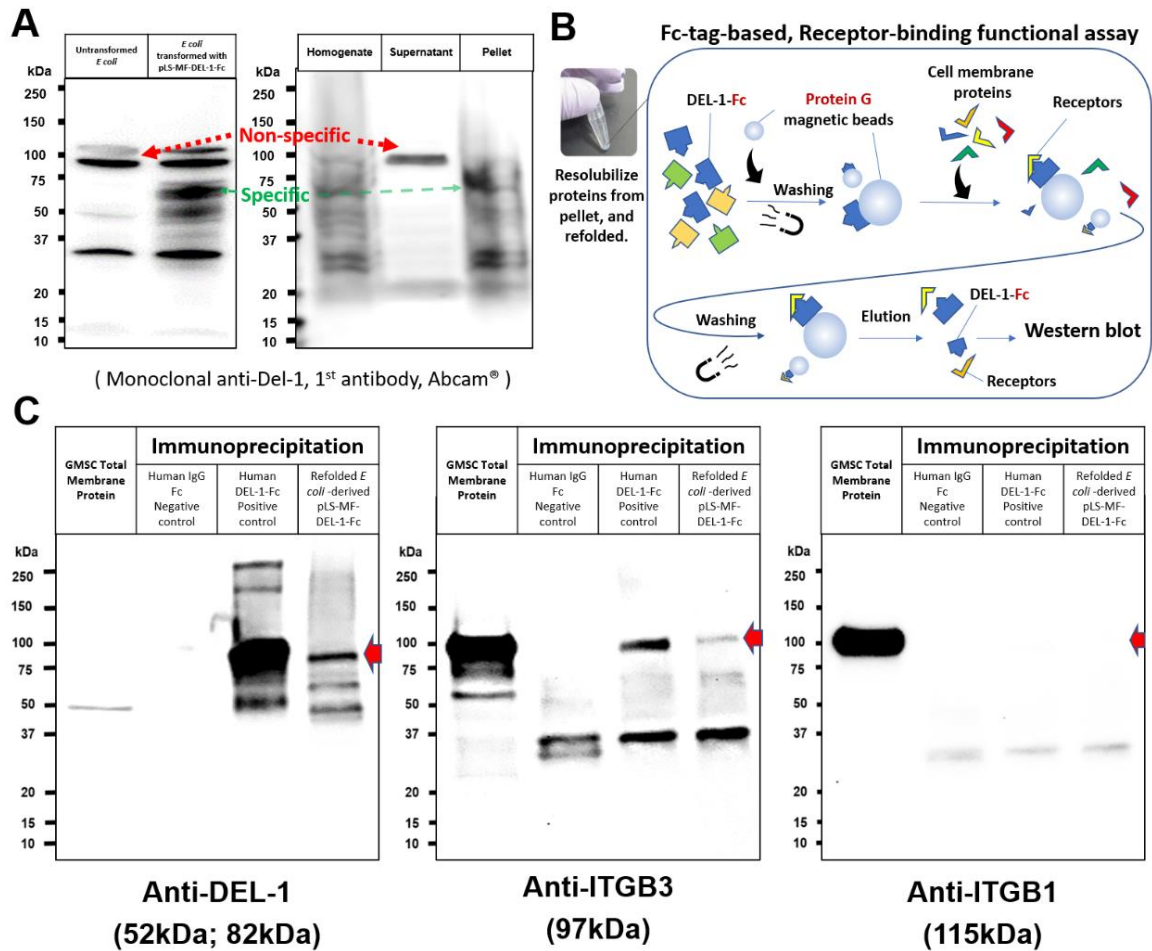 A
Untransformed
E coli
E coli
transformed with
pLS-MF-DEL-1-Fc
Homogenate
Supernatant
Pellet
kDa
250
150
100
75
50
37
20
15
10
kDa
250
150
100
75
50
37
20
15
10
Non-specific
Specific
( Monoclonal anti-Del-1, 1st antibody, Abcam® )
B
Fc-tag-based, Receptor-binding functional assay
Resolubilize
proteins from
pellet, and
refolded.
DEL-1-Fc
Protein G
magnetic beads
Cell membrane
proteins
Receptors
Washing
Washing
Elution
DEL-1-Fc
Western blot
Receptors
C
GMSC Total
Membrane
Protein
Immunoprecipitation
Human IgG
Fc
Negative
control
Human
DEL-1-Fc
Positive
control
Refolded E
coli -derived
pLS-MF-
DEL-1-Fc
kDa
250
150
100
75
50
37
20
15
10
Anti-DEL-1
(52kDa; 82kDa)
GMSC Total
Membrane
Protein
Immunoprecipitation
Human IgG
Fc
Negative
control
Human
DEL-1-Fc
Positive
control
Refolded E
coli -derived
pLS-MF-
DEL-1-Fc
kDa
250
150
100
75
50
37
20
15
10
Anti-ITGB3
(97kDa)
GMSC Total
Membrane
Protein
Immunoprecipitation
Human IgG
Fc
Negative
control
Human
DEL-1-Fc
Positive
control
Refolded E
coli -derived
pLS-MF-
DEL-1-Fc
kDa
250
150
100
75
50
37
20
15
10
Anti-ITGB1
(115kDa)